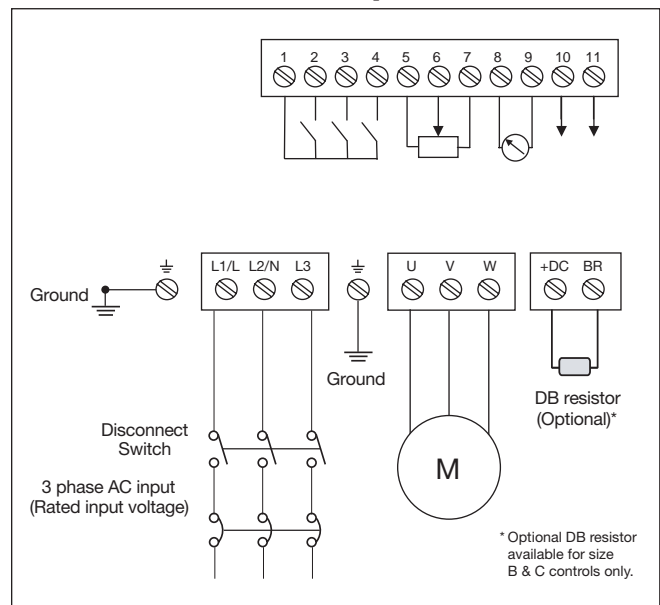 1 2 3 4 5 6 7 8 9 10 11
L1/L L2/N L3
U V W
+DC BR
Ground
Ground
DB resistor
(Optional)*
Disconnect
Switch
M
3 phase AC input
(Rated input voltage)
* Optional DB resistor
available for size
B & C controls only.